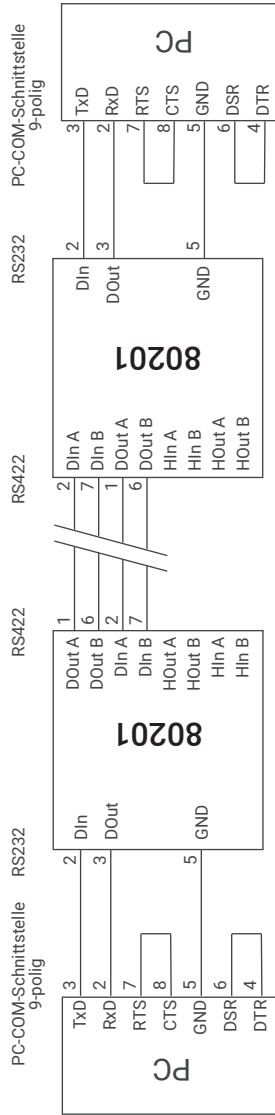 PC-COM-Schnittstelle
9-polig
PC
3 TxD
2 RxD
7 RTS
8 CTS
5 GND
6 DSR
4 DTR
RS232
2 DIn
3 DOut
5 GND
80201
RS422
1 DOut A
6 DOut B
2 DIn A
7 DIn B
HOut A
HOut B
HIn A
HIn B
RS422
2 DIn A
7 DIn B
1 DOut A
6 DOut B
HIn A
HIn B
HOut A
HOut B
80201
RS232
2 DIn
3 DOut
5 GND
PC-COM-Schnittstelle
9-polig
3 TxD
2 RxD
7 RTS
8 CTS
5 GND
6 DSR
4 DTR
PC